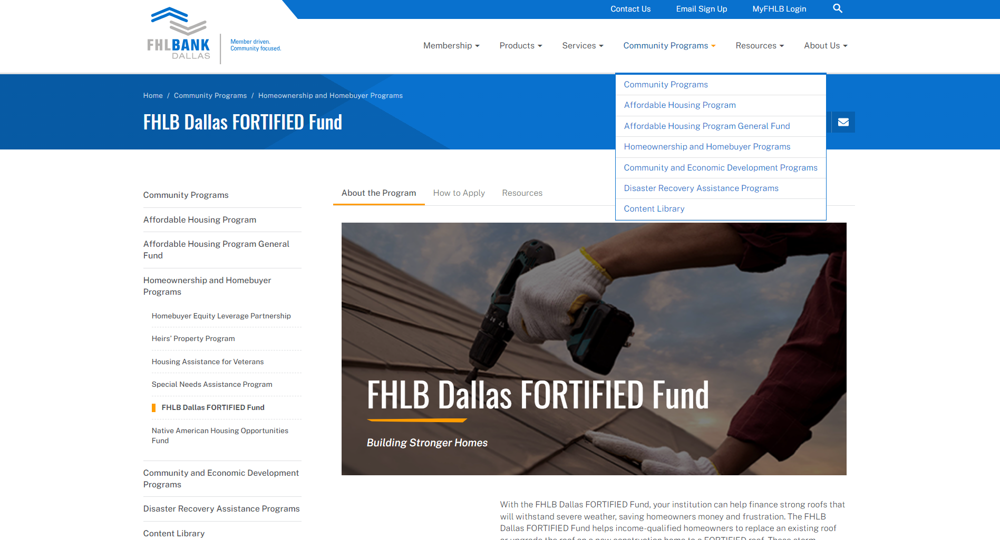 Contact Us Email Sign Up MyFHLB Login
FHLBANK
DALLAS
Member driven.
Community focused.
Membership Products Services Community Programs Resources About Us
Community Programs
Affordable Housing Program
Affordable Housing Program General Fund
Homeownership and Homebuyer Programs
Community and Economic Development Programs
Disaster Recovery Assistance Programs
Content Library
Home / Community Programs / Homeownership and Homebuyer Programs
FHLB Dallas FORTIFIED Fund
Community Programs
Affordable Housing Program
Affordable Housing Program General
Fund
Homeownership and Homebuyer
Programs
Homebuyer Equity Leverage Partnership
Heirs' Property Program
Housing Assistance for Veterans
Special Needs Assistance Program
FHLB Dallas FORTIFIED Fund
Native American Housing Opportunities
Fund
Community and Economic Development
Programs
Disaster Recovery Assistance Programs
Content Library
About the Program How to Apply Resources
FHLB Dallas FORTIFIED Fund
Building Stronger Homes
With the FHLB Dallas FORTIFIED Fund, your institution can help finance strong roofs that
will withstand severe weather, saving homeowners money and frustration. The FHLB
Dallas FORTIFIED Fund helps income-qualified homeowners to replace an existing roof
or upgrade the roof on a new construction home to a FORTIFIED roof. These storm